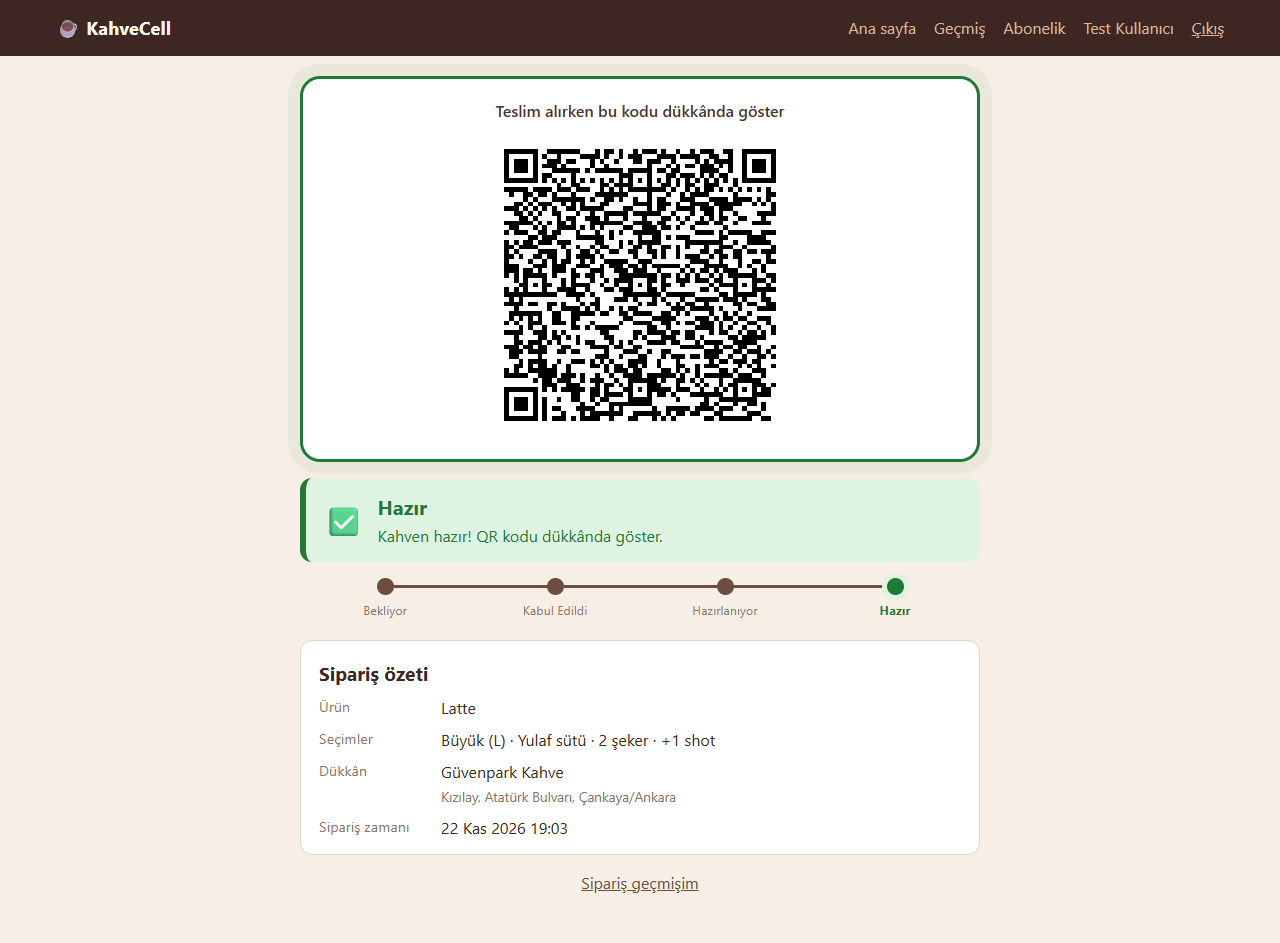 KahveCell
Ana sayfa Geçmiş Abonelik Test Kullanıcı Çıkış
Teslim alırken bu kodu dükkânda göster
Hazır
Kahven hazır! QR kodu dükkânda göster.
Bekliyor Kabul Edildi Hazırlanıyor Hazır
Sipariş özeti
Ürün Latte
Seçimler Büyük (L) · Yulaf sütü · 2 şeker · +1 shot
Dükkân Güvenpark Kahve
Kızılay, Atatürk Bulvarı, Çankaya/Ankara
Sipariş zamanı 22 Kas 2026 19:03
Sipariş geçmişim